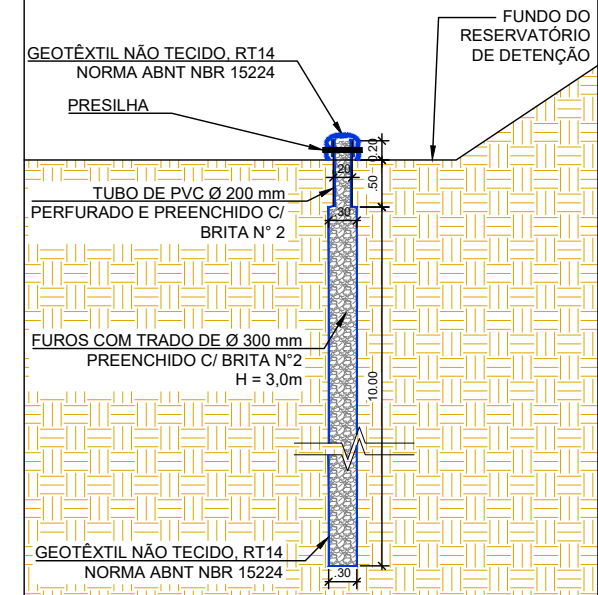 FUNDO DO
RESERVATÓRIO
DE DETENÇÃO
GEOTÊXTIL NÃO TECIDO, RT14
NORMA ABNT NBR 15224
PRESILHA
0.20
.20
.50
TUBO DE PVC Ø 200 mm
PERFURADO E PREENCHIDO C/
BRITA N° 2
.30
FUROS COM TRADO DE Ø 300 mm
PREENCHIDO C/ BRITA N°2
H = 3,0m
10.00
GEOTÊXTIL NÃO TECIDO, RT14
NORMA ABNT NBR 15224
.30